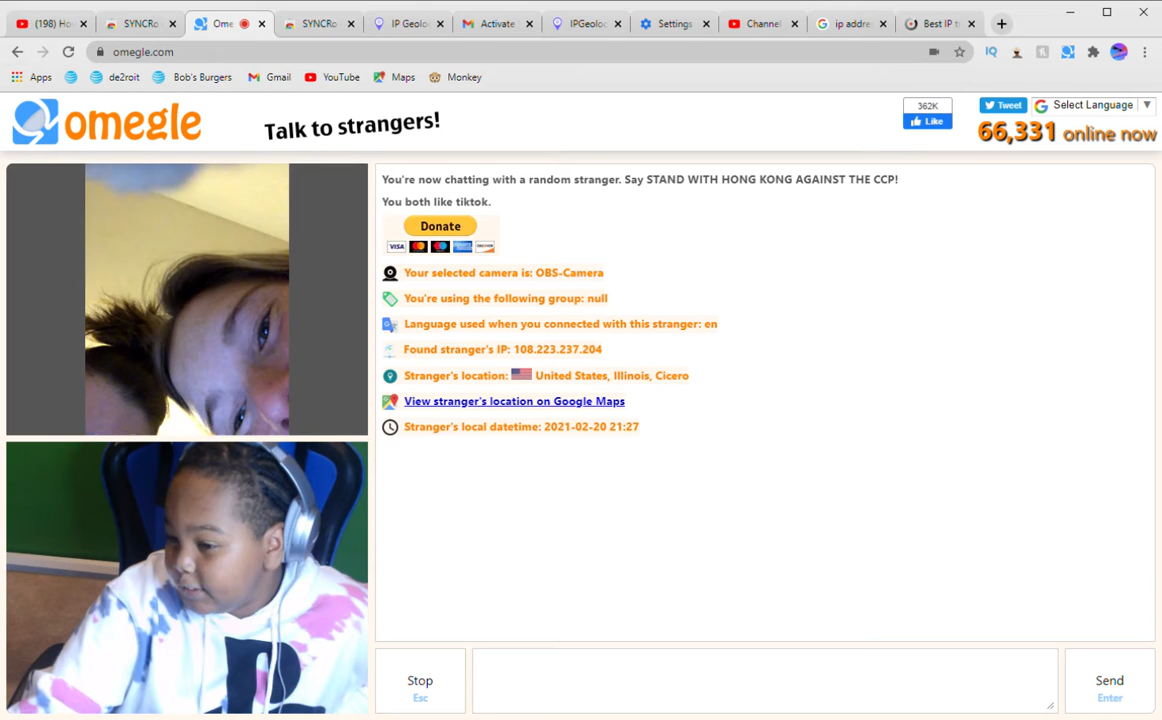 (198) Ho
SYNCRo
Ome
SYNCRo
IP Geolo
Activate
IPGeoloc
Settings
Channel
ip addre
Best IP t
omegle.com
IQ
Apps
de2roit
Bob's Burgers
Gmail
YouTube
Maps
Monkey
omegle
Talk to strangers!
362K
Like
Tweet
Select Language
66,331 online now
You're now chatting with a random stranger. Say STAND WITH HONG KONG AGAINST THE CCP!
You both like tiktok.
Donate
VISA
Your selected camera is: OBS-Camera
You're using the following group: null
Language used when you connected with this stranger: en
Found stranger's IP: 108.223.237.204
Stranger's location: United States, Illinois, Cicero
View stranger's location on Google Maps
Stranger's local datetime: 2021-02-20 21:27
Stop
Esc
Send
Enter